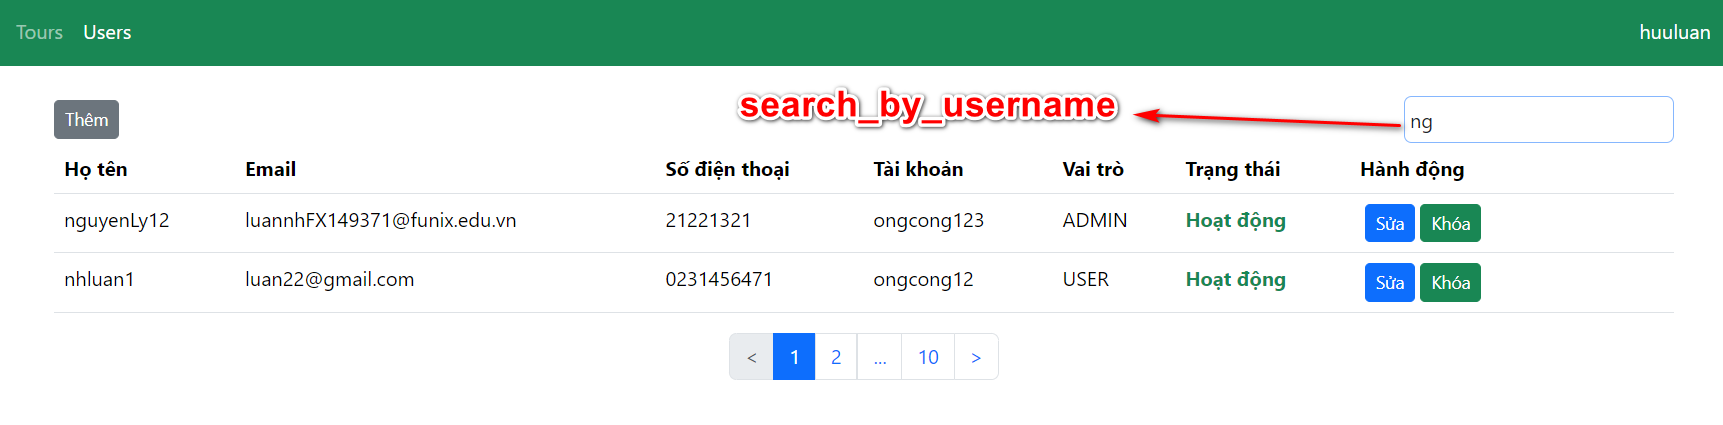 Tours Users huuluan
Thêm search_by_username ng
Họ tên Email Số điện thoại Tài khoản Vai trò Trạng thái Hành động
nguyenLy12 luannhFX149371@funix.edu.vn 21221321 ongcong123 ADMIN Hoạt động Sửa Khóa
nhluan1 luan22@gmail.com 0231456471 ongcong12 USER Hoạt động Sửa Khóa
< 1 2 ... 10 >